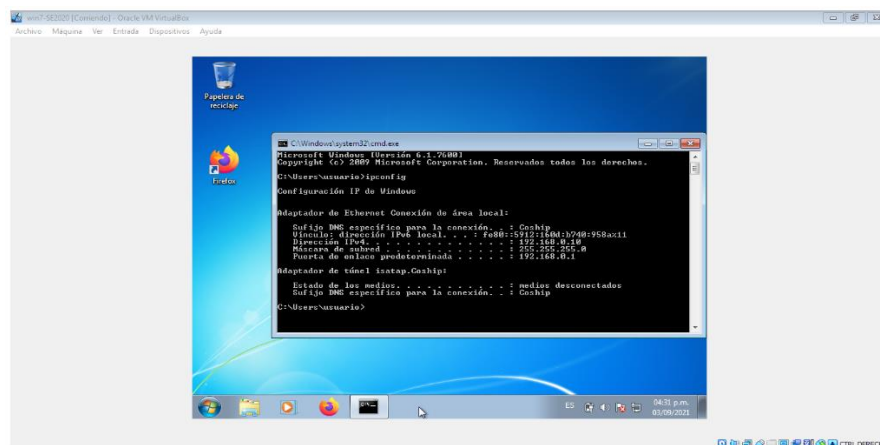 win7-SE2020 [Corriendo] - Oracle VM VirtualBox
Archivo Máquina Ver Entrada Dispositivos Ayuda
Papelera de
reciclaje
Firefox
C:\Windows\system32\cmd.exe
Microsoft Windows [Versión 6.1.7600]
Copyright (c) 2009 Microsoft Corporation. Reservados todos los derechos.
C:\Users\usuario>ipconfig
Configuración IP de Windows
Adaptador de Ethernet Conexión de área local:
Sufijo DNS específico para la conexión. . : Coship
Vínculo: dirección IPv6 local. . . : fe80::5912:160d:b740:958a%11
Dirección IPv4. . . . . . . . . . . . . . : 192.168.0.10
Máscara de subred . . . . . . . . . . . . : 255.255.255.0
Puerta de enlace predeterminada . . . . . : 192.168.0.1
Adaptador de túnel isatap.Coship:
Estado de los medios. . . . . . . . . . . : medios desconectados
Sufijo DNS específico para la conexión. . : Coship
C:\Users\usuario>
ES
04:31 p.m.
03/09/2021
CTRL DERECHA